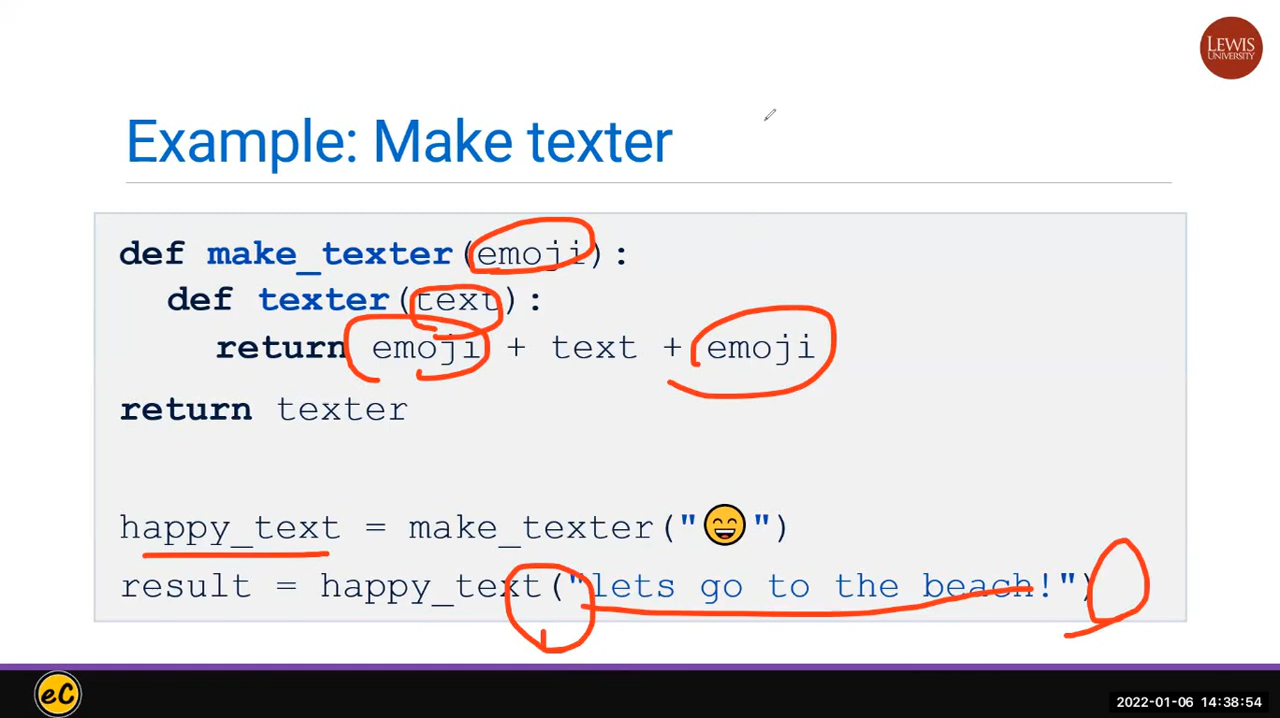 LEWIS
UNIVERSITY
Example: Make texter
def make_texter(emoji):
def texter(text):
return emoji + text + emoji
return texter
happy_text = make_texter("😄")
result = happy_text("lets go to the beach!")
eC
2022-01-06 14:38:54